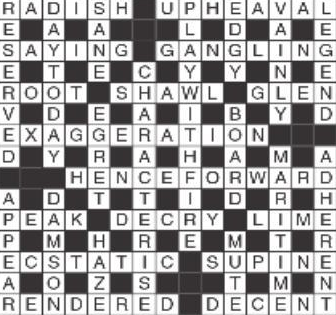 RADISH UPHEAVAL
E A A L D A E
SAYING GANGLING
E T E C Y Y N E
ROOT SHAWL GLEN
V D E A I B Y D
EXAGGERATION
D Y R A H A M A
HENCEFORWARD
A D T T I D R H
PEAK DECRY LIME
P M H R E M T R
ECSTATIC SUPINE
A O Z S T M N
RENDERED DECENT